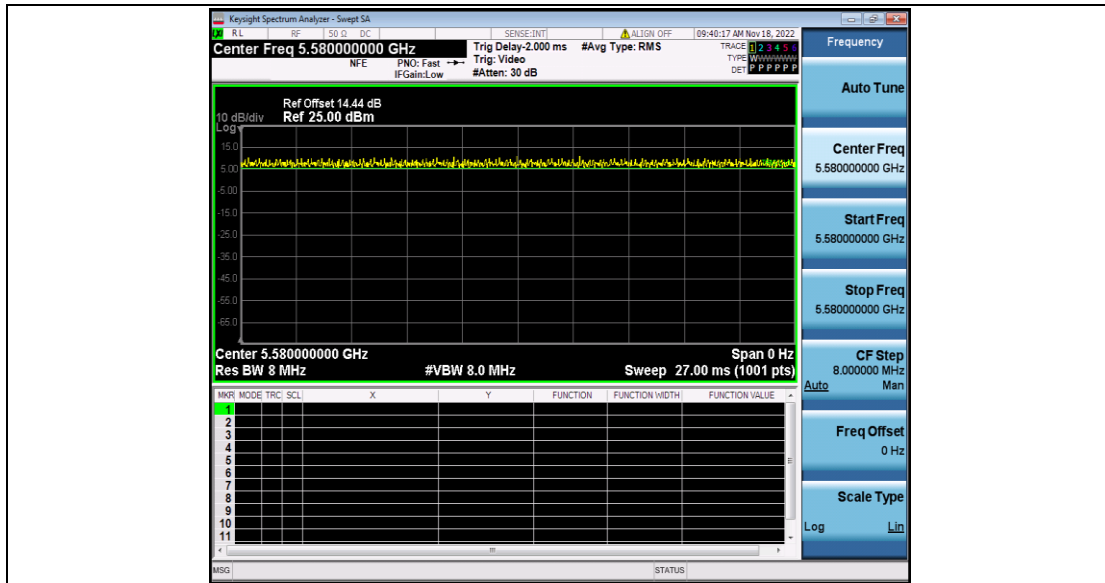 Keysight Spectrum Analyzer - Swept SA
RL RF 50 Ω DC SENSE:INT ALIGN OFF 09:40:17 AM Nov 18, 2022
Center Freq 5.580000000 GHz
NFE PNO: Fast IFGain:Low
Trig Delay-2.000 ms #Avg Type: RMS
Trig: Video
#Atten: 30 dB
TRACE 1 2 3 4 5 6
TYPE WWWWWW
DET P P P P P P
Ref Offset 14.44 dB
10 dB/div Ref 25.00 dBm
Log
15.0
5.00
-5.00
-15.0
-25.0
-35.0
-45.0
-55.0
-65.0
Center 5.580000000 GHz Span 0 Hz
Res BW 8 MHz #VBW 8.0 MHz Sweep 27.00 ms (1001 pts)
MKR MODE TRC SCL X Y FUNCTION FUNCTION WIDTH FUNCTION VALUE
1
2
3
4
5
6
7
8
9
10
11
MSG STATUS
Frequency
Auto Tune
Center Freq
5.580000000 GHz
Start Freq
5.580000000 GHz
Stop Freq
5.580000000 GHz
CF Step
8.000000 MHz
Auto Man
Freq Offset
0 Hz
Scale Type
Log Lin